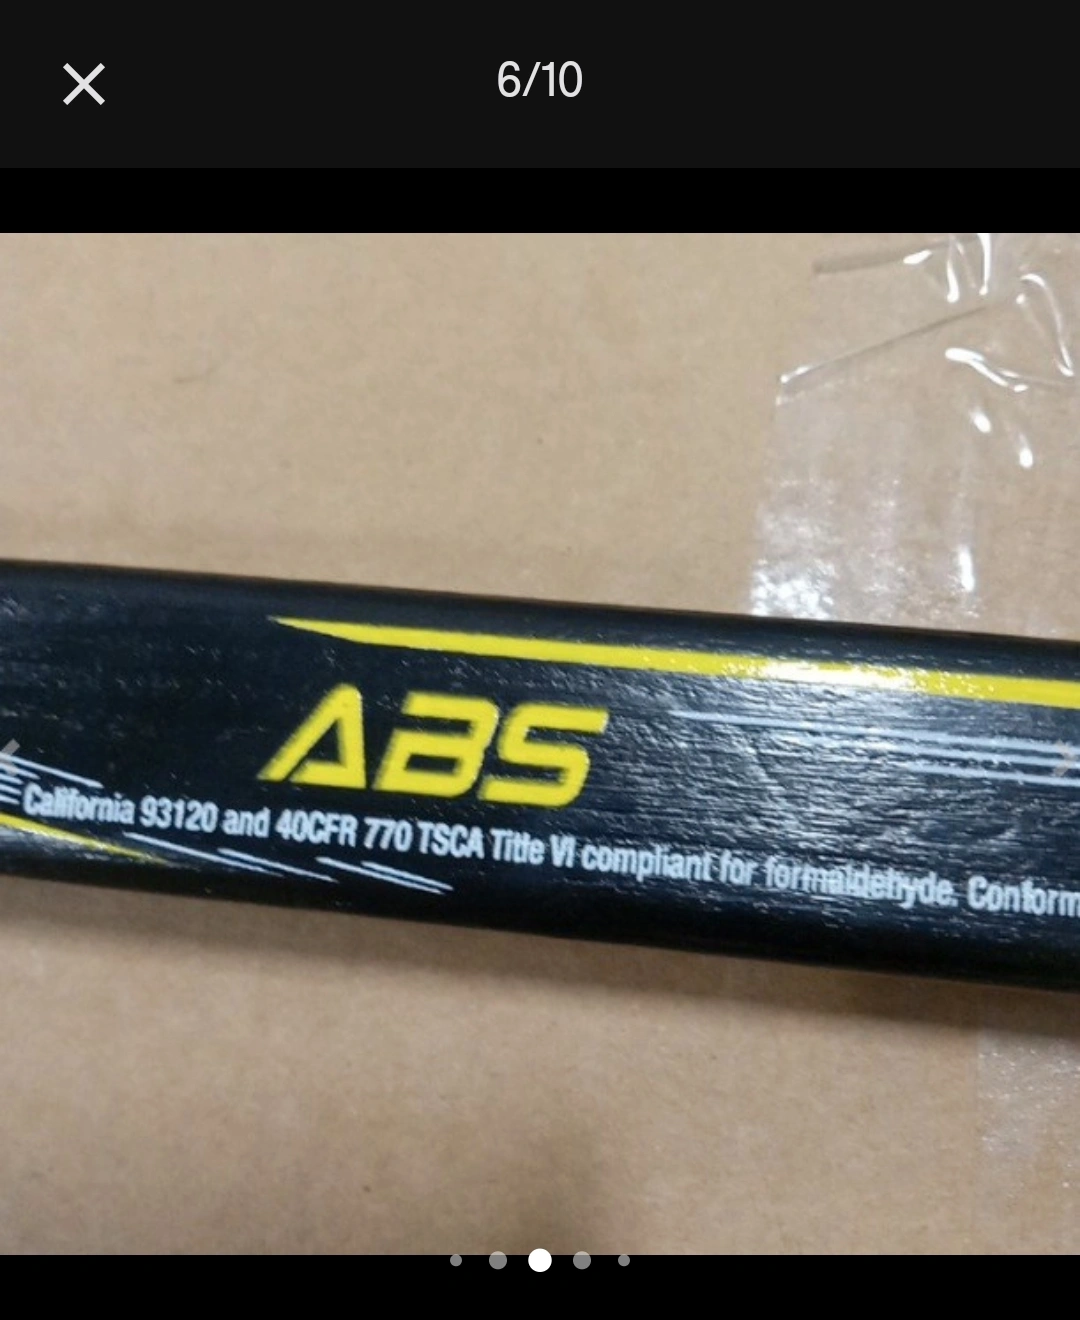 6/10
ABS
California 93120 and 40CFR 770 TSCA Title VI compliant for formaldehyde. Conform